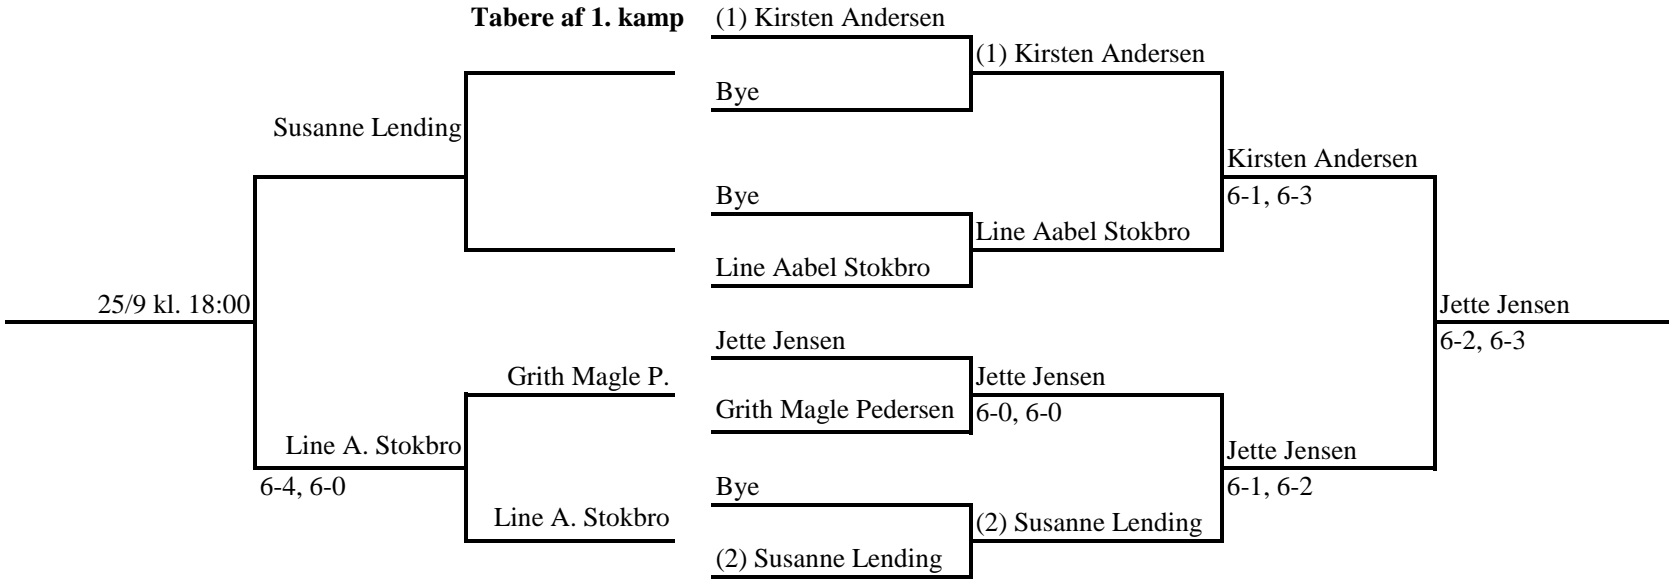 Tabere af 1. kamp
(1) Kirsten Andersen
(1) Kirsten Andersen
Bye
Susanne Lending
Kirsten Andersen
6-1, 6-3
Bye
Line Aabel Stokbro
Line Aabel Stokbro
25/9 kl. 18:00
Jette Jensen
6-2, 6-3
Jette Jensen
Grith Magle P.
Jette Jensen
Grith Magle Pedersen
6-0, 6-0
Line A. Stokbro
6-4, 6-0
Jette Jensen
6-1, 6-2
Bye
Line A. Stokbro
(2) Susanne Lending
(2) Susanne Lending